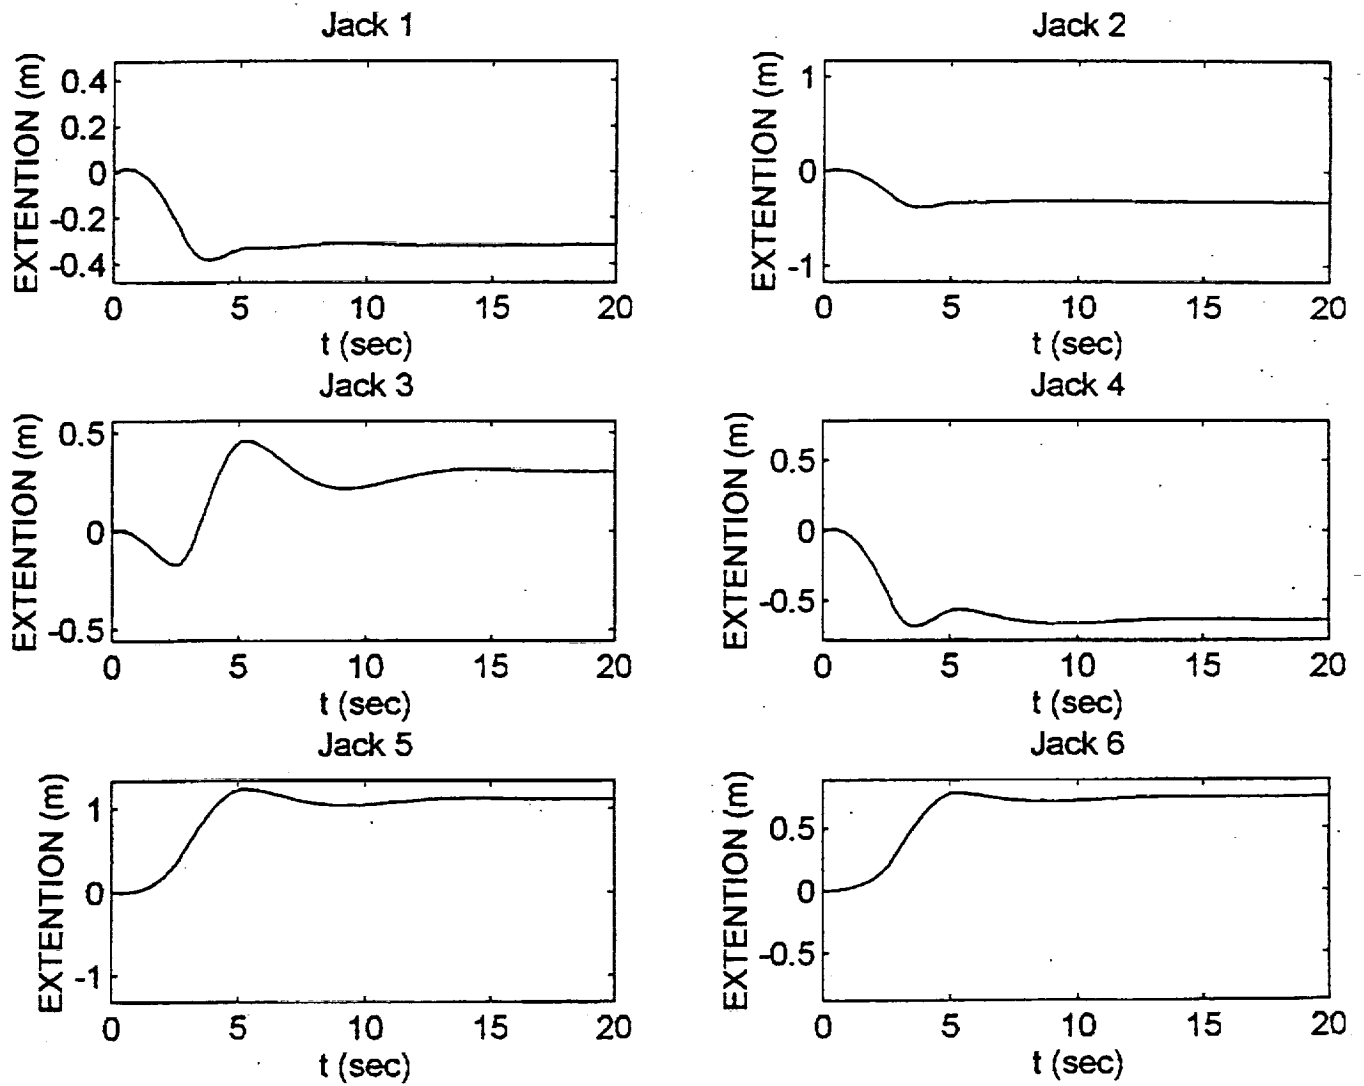 Jack 1
EXTENTION (m)
0.4
0.2
0
-0.2
-0.4
0 5 10 15 20
t (sec)
Jack 2
EXTENTION (m)
1
0
-1
0 5 10 15 20
t (sec)
Jack 3
EXTENTION (m)
0.5
0
-0.5
0 5 10 15 20
t (sec)
Jack 4
EXTENTION (m)
0.5
0
-0.5
0 5 10 15 20
t (sec)
Jack 5
EXTENTION (m)
1
0
-1
0 5 10 15 20
t (sec)
Jack 6
EXTENTION (m)
0.5
0
-0.5
0 5 10 15 20
t (sec)